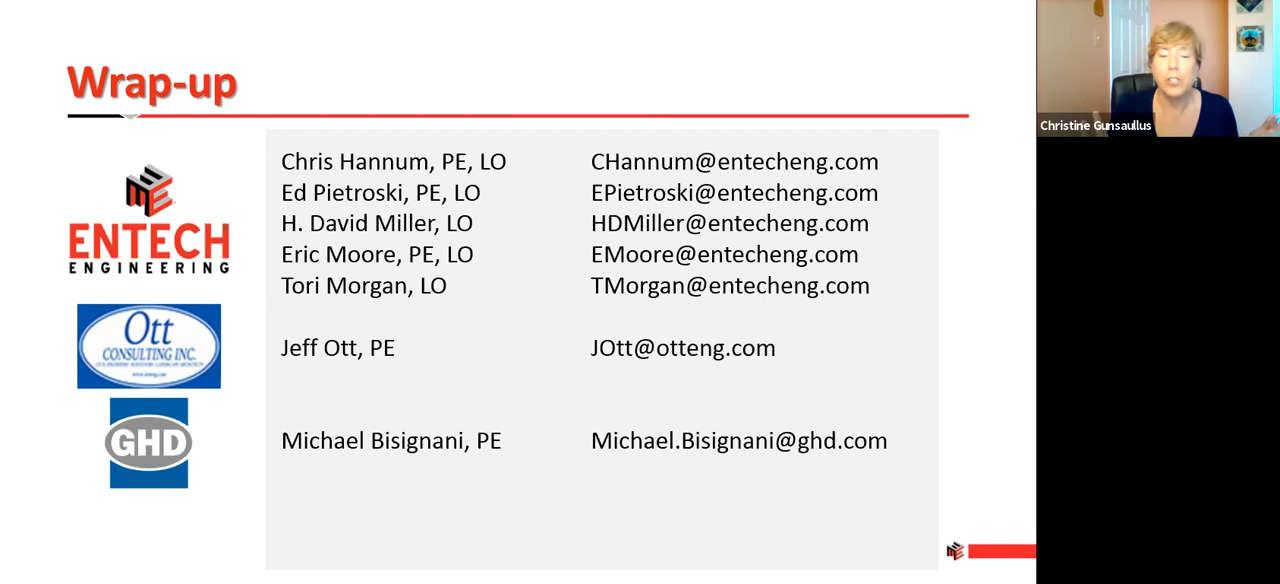 Wrap-up
Chris Hannum, PE, LO CHannum@entecheng.com
Ed Pietroski, PE, LO EPietroski@entecheng.com
H. David Miller, LO HDMiller@entecheng.com
Eric Moore, PE, LO EMoore@entecheng.com
Tori Morgan, LO TMorgan@entecheng.com
Jeff Ott, PE JOtt@otteng.com
Michael Bisignani, PE Michael.Bisignani@ghd.com
ENTECH
ENGINEERING
Ott
CONSULTING INC.
GHD
Christine Gunsaullus